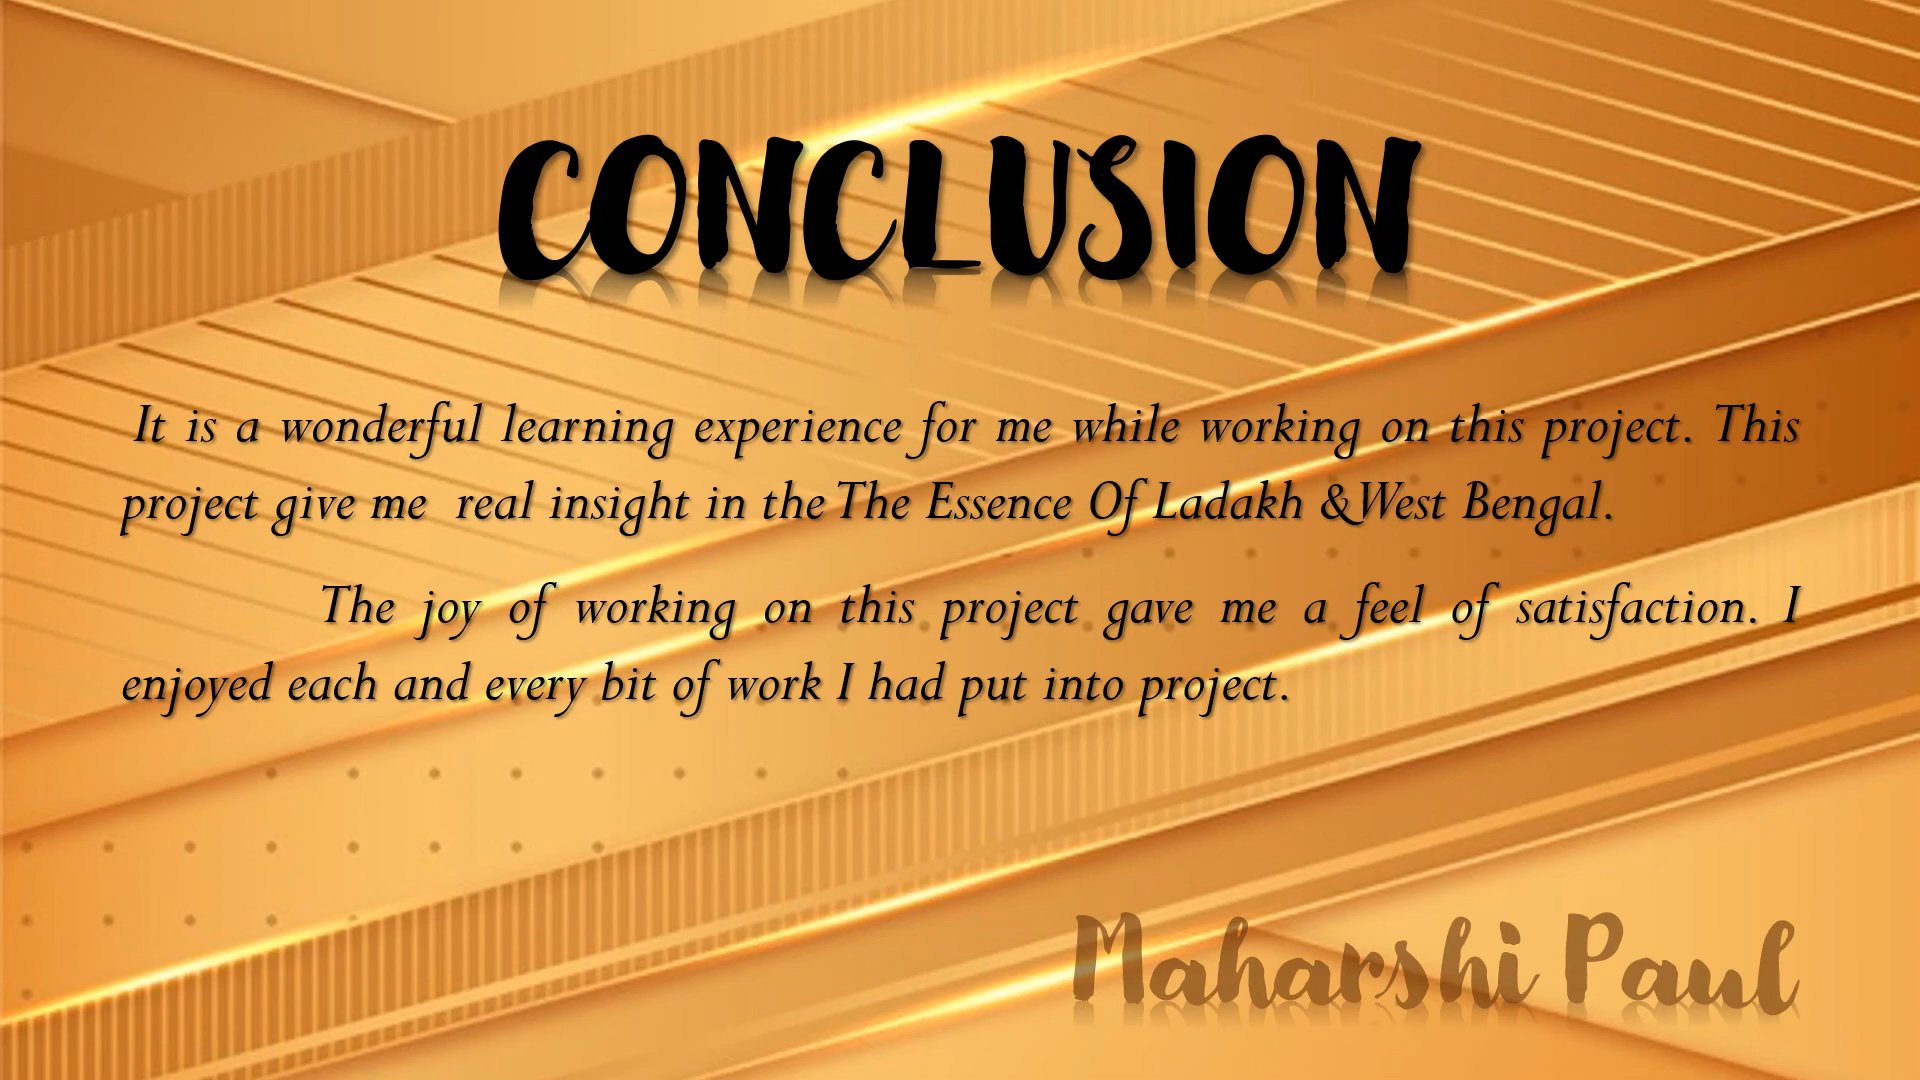 CONCLUSION
It is a wonderful learning experience for me while working on this project. This
project give me real insight in the The Essence Of Ladakh &West Bengal.
The joy of working on this project gave me a feel of satisfaction. I
enjoyed each and every bit of work I had put into project.
Maharshi Paul